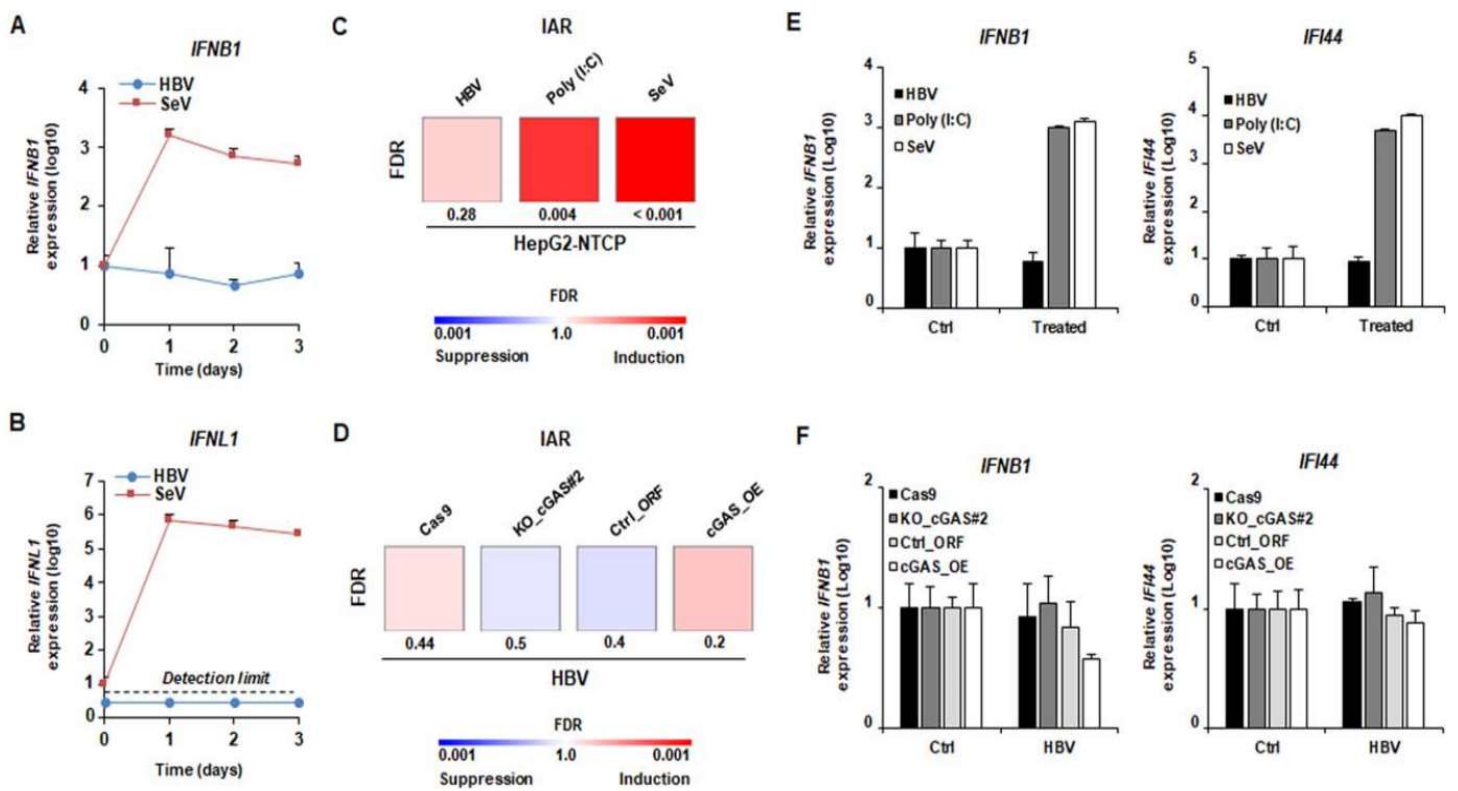 A
IFNB1
HBV
SeV
Relative IFNB1
expression (log10)
4
3
2
1
0
0 1 2 3
Time (days)
B
IFNL1
HBV
SeV
Relative IFNL1
expression (log10)
7
6
5
4
3
2
1
0
Detection limit
0 1 2 3
Time (days)
C
IAR
HBV Poly (I:C) SeV
FDR
0.28 0.004 < 0.001
HepG2-NTCP
FDR
0.001 1.0 0.001
Suppression Induction
D
IAR
Cas9 KO_cGAS#2 Ctrl_ORF cGAS_OE
FDR
0.44 0.5 0.4 0.2
HBV
FDR
0.001 1.0 0.001
Suppression Induction
E
IFNB1
HBV
Poly (I:C)
SeV
Relative IFNB1
expression (Log10)
4
3
2
1
0
Ctrl Treated
IFI44
HBV
Poly (I:C)
SeV
Relative IFI44
expression (Log10)
5
4
3
2
1
0
Ctrl Treated
F
IFNB1
Cas9
KO_cGAS#2
Ctrl_ORF
cGAS_OE
Relative IFNB1
expression (Log10)
2
1
0
Ctrl HBV
IFI44
Cas9
KO_cGAS#2
Ctrl_ORF
cGAS_OE
Relative IFI44
expression (Log10)
2
1
0
Ctrl HBV